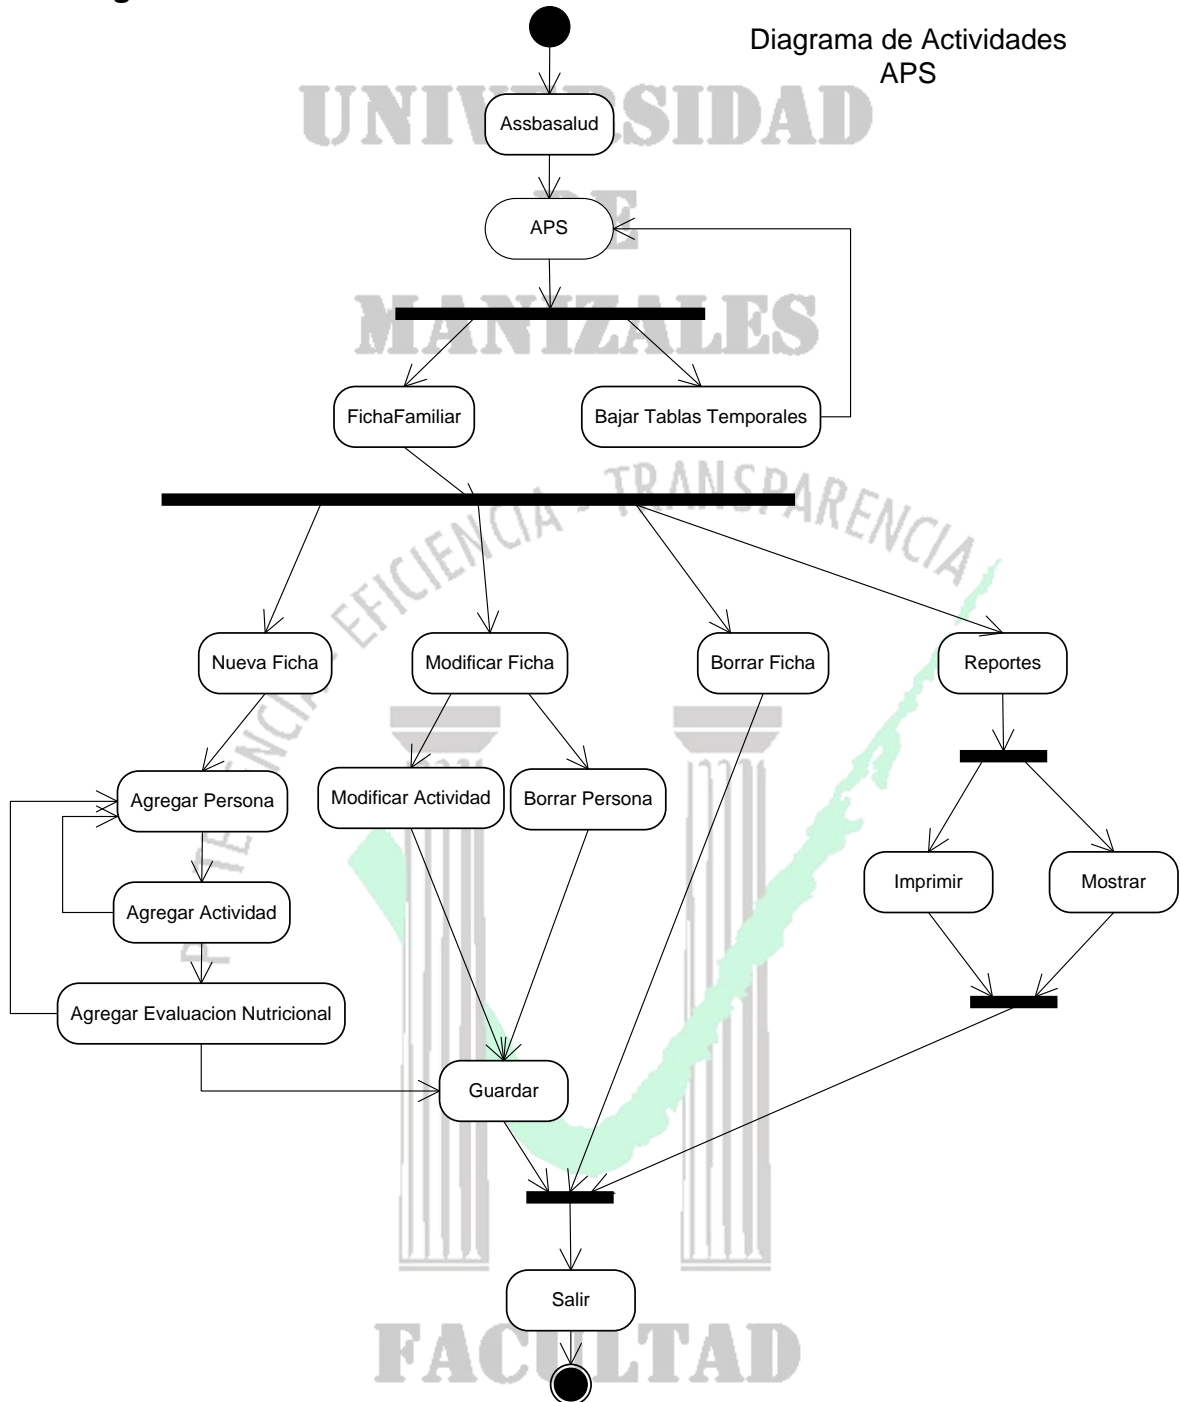 Diagrama de Actividades
APS
UNIVERSIDAD
Assbasalud
DE
APS
MANIZALES
FichaFamiliar
Bajar Tablas Temporales
EFICIENCIA - TRANSPARENCIA
Nueva Ficha
Modificar Ficha
Borrar Ficha
Reportes
Agregar Persona
Modificar Actividad
Borrar Persona
Imprimir
Mostrar
Agregar Actividad
Agregar Evaluacion Nutricional
Guardar
Salir
FACULTAD